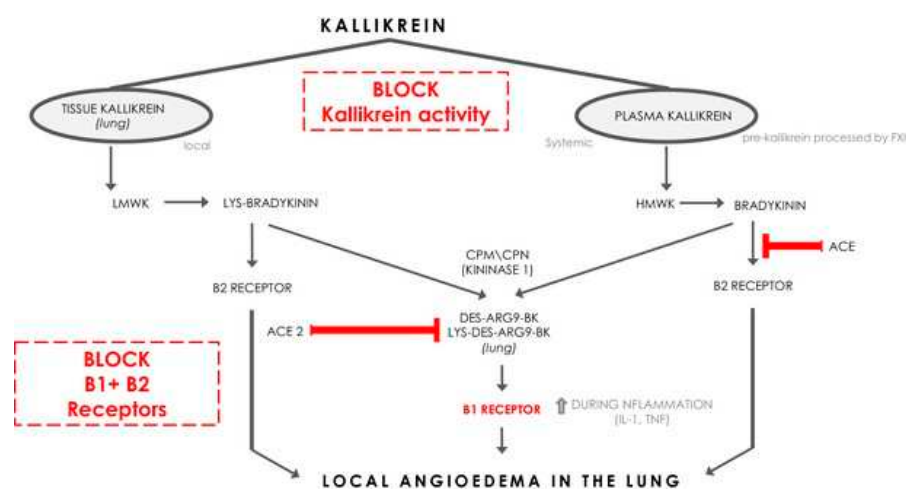 KALLIKREIN
BLOCK
Kallikrein activity
TISSUE KALLIKREIN
(lung)
local
PLASMA KALLIKREIN
Systemic
pre-kallikrein processed by FXI
LMWK
LYS-BRADYKININ
HMWK
BRADYKININ
CPM\CPN
(KININASE 1)
ACE
B2 RECEPTOR
B2 RECEPTOR
DES-ARG9-BK
LYS-DES-ARG9-BK
(lung)
ACE 2
BLOCK
B1+ B2
Receptors
B1 RECEPTOR
DURING NFLAMMATION
(IL-1, TNF)
LOCAL ANGIOEDEMA IN THE LUNG